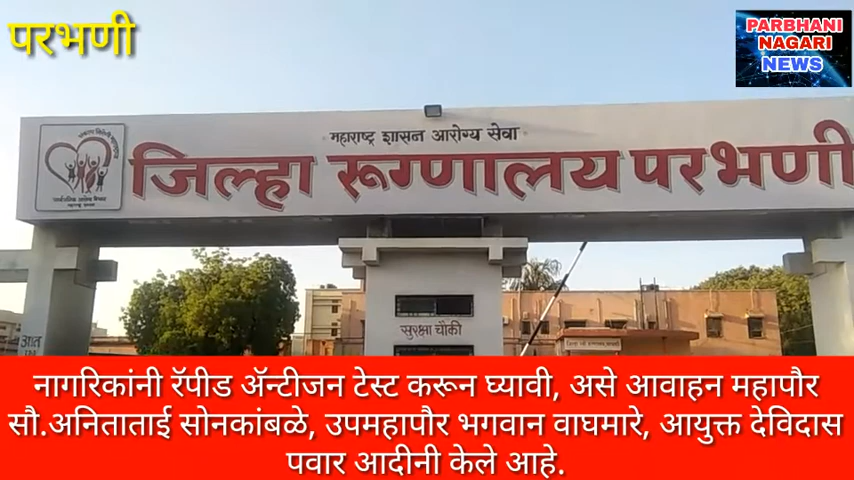 परभणी
PARBHANI
NAGARI
NEWS
महाराष्ट्र शासन आरोग्य सेवा
जिल्हा रूग्णालय परभणी
सुरक्षा चौकी
आत
नागरिकांनी रॅपीड ॲन्टीजन टेस्ट करून घ्यावी, असे आवाहन महापौर
सौ.अनिताताई सोनकांबळे, उपमहापौर भगवान वाघमारे, आयुक्त देविदास
पवार आदीनी केले आहे.